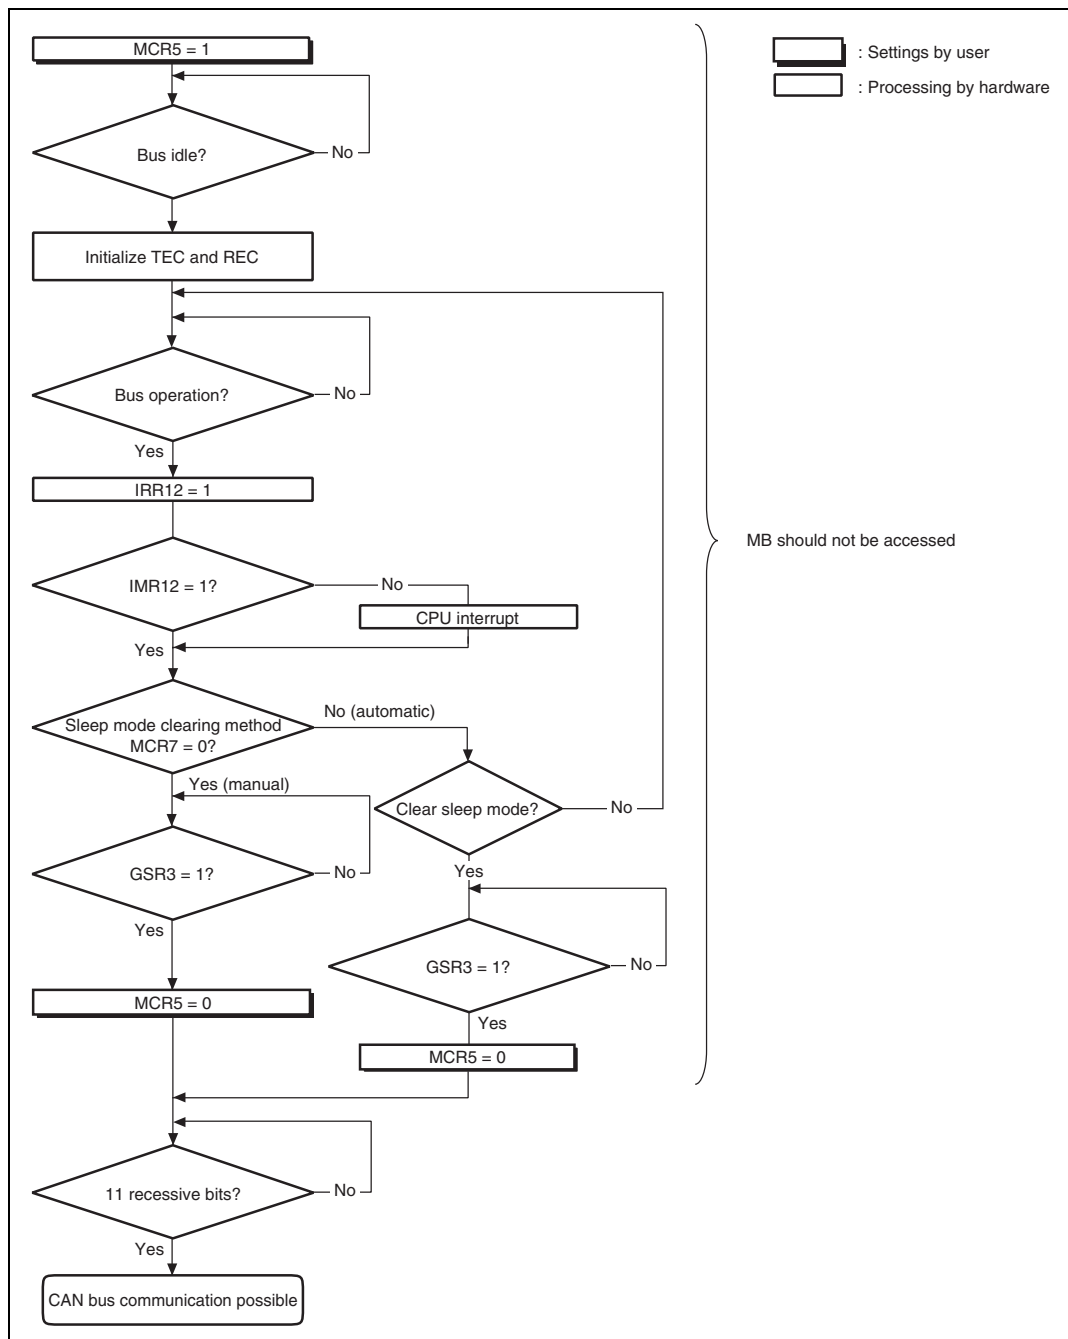 MCR5 = 1
: Settings by user
: Processing by hardware
Bus idle?
No
Initialize TEC and REC
Bus operation?
No
Yes
IRR12 = 1
MB should not be accessed
IMR12 = 1?
No
CPU interrupt
Yes
Sleep mode clearing method
MCR7 = 0?
No (automatic)
Yes (manual)
Clear sleep mode?
No
GSR3 = 1?
No
Yes
Yes
GSR3 = 1?
No
MCR5 = 0
Yes
MCR5 = 0
11 recessive bits?
No
Yes
CAN bus communication possible